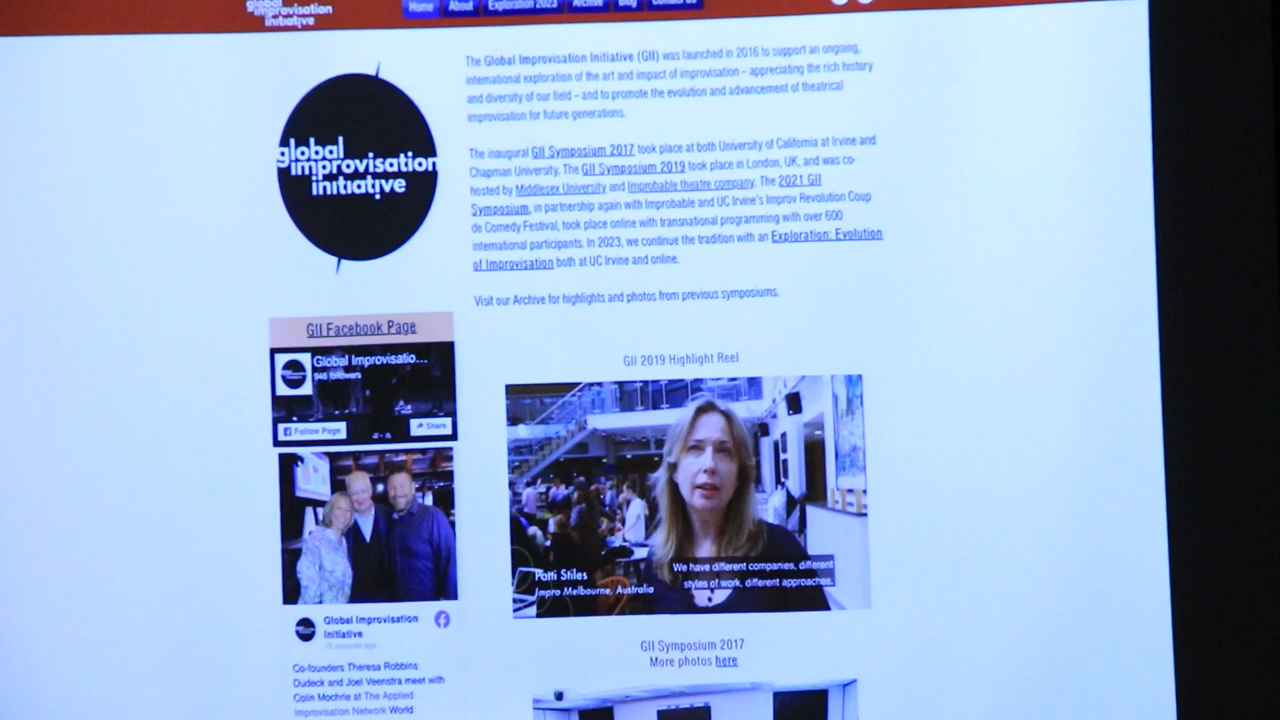 global
improvisation
initiative
Home About Exploration 2023 Archive Blog Contact Us
global
improvisation
initiative
The Global Improvisation Initiative (GII) was launched in 2016 to support an ongoing,
international exploration of the art and impact of improvisation – appreciating the rich history
and diversity of our field – and to promote the evolution and advancement of theatrical
improvisation for future generations.
The inaugural GII Symposium 2017 took place at both University of California at Irvine and
Chapman University. The GII Symposium 2019 took place in London, UK, and was co-
hosted by Middlesex University and Improbable theatre company. The 2021 GII
Symposium, in partnership again with Improbable and UC Irvine's Improv Revolution Coup
de Comedy Festival, took place online with transnational programming with over 600
international participants. In 2023, we continue the tradition with an Exploration: Evolution
of Improvisation both at UC Irvine and online.
Visit our Archive for highlights and photos from previous symposiums.
GII Facebook Page
Global Improvisatio...
946 followers
Follow Page
Share
Global Improvisation
Initiative
15 seconds ago
Co-founders Theresa Robbins
Dudeck and Joel Veenstra meet with
Colin Mochrie at The Applied
Improvisation Network World
GII 2019 Highlight Reel
Patti Stiles
Impro Melbourne, Australia
We have different companies, different
styles of work, different approaches.
GII Symposium 2017
More photos here